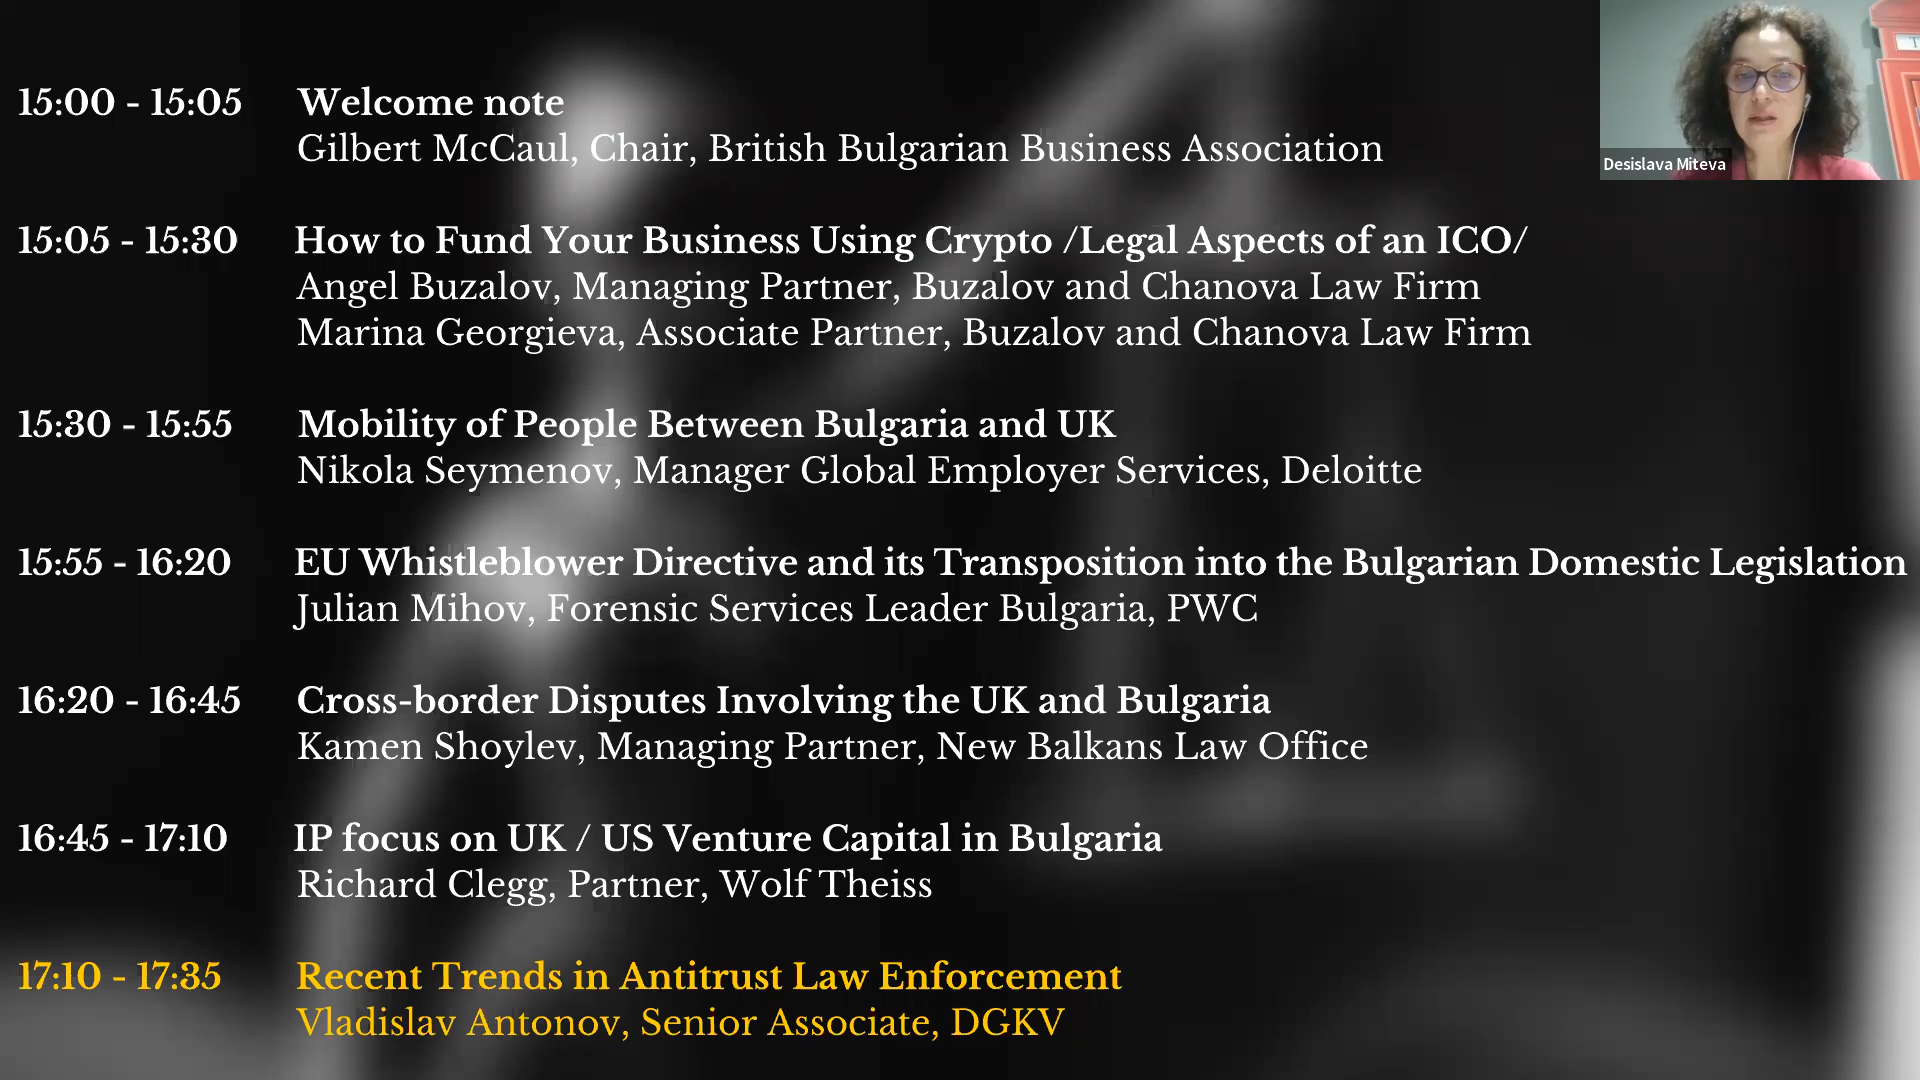 15:00 - 15:05 Welcome note
Gilbert McCaul, Chair, British Bulgarian Business Association
Desislava Miteva
15:05 - 15:30 How to Fund Your Business Using Crypto /Legal Aspects of an ICO/
Angel Buzalov, Managing Partner, Buzalov and Chanova Law Firm
Marina Georgieva, Associate Partner, Buzalov and Chanova Law Firm
15:30 - 15:55 Mobility of People Between Bulgaria and UK
Nikola Seymenov, Manager Global Employer Services, Deloitte
15:55 - 16:20 EU Whistleblower Directive and its Transposition into the Bulgarian Domestic Legislation
Julian Mihov, Forensic Services Leader Bulgaria, PWC
16:20 - 16:45 Cross-border Disputes Involving the UK and Bulgaria
Kamen Shoylev, Managing Partner, New Balkans Law Office
16:45 - 17:10 IP focus on UK / US Venture Capital in Bulgaria
Richard Clegg, Partner, Wolf Theiss
17:10 - 17:35 Recent Trends in Antitrust Law Enforcement
Vladislav Antonov, Senior Associate, DGKV